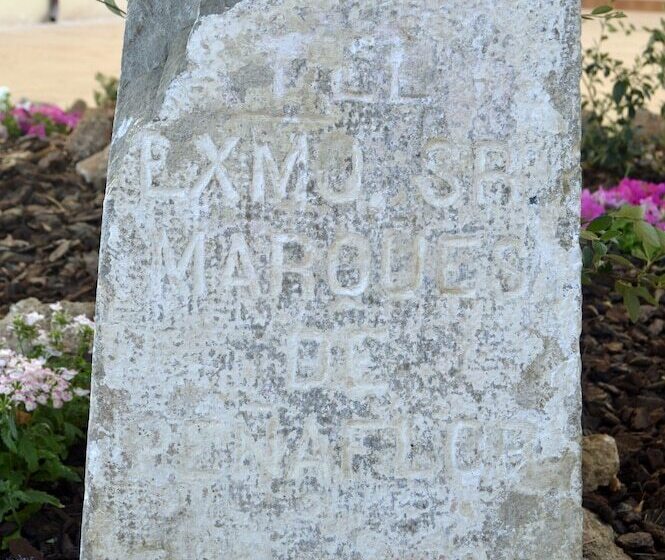 EXMO. SR.
MARQUES
DE
PEÑAFLOR